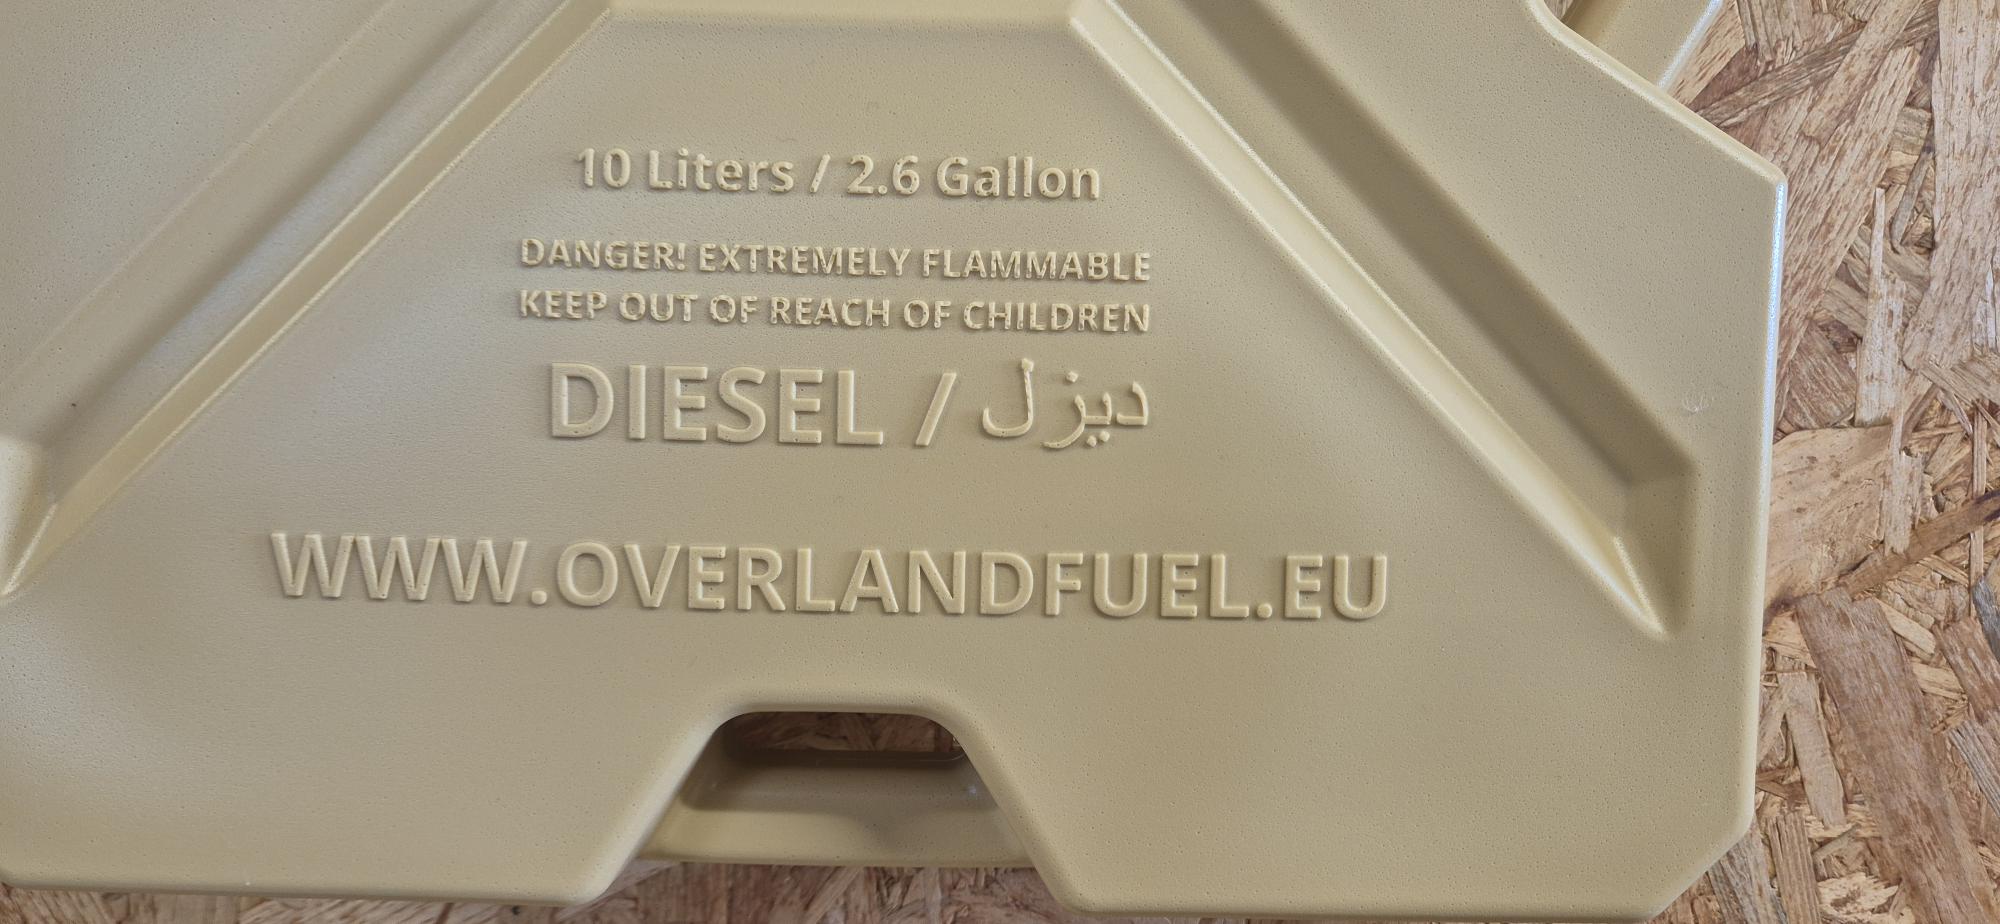 10 Liters / 2.6 Gallon
DANGER! EXTREMELY FLAMMABLE
KEEP OUT OF REACH OF CHILDREN
DIESEL / ديزل
WWW.OVERLANDFUEL.EU